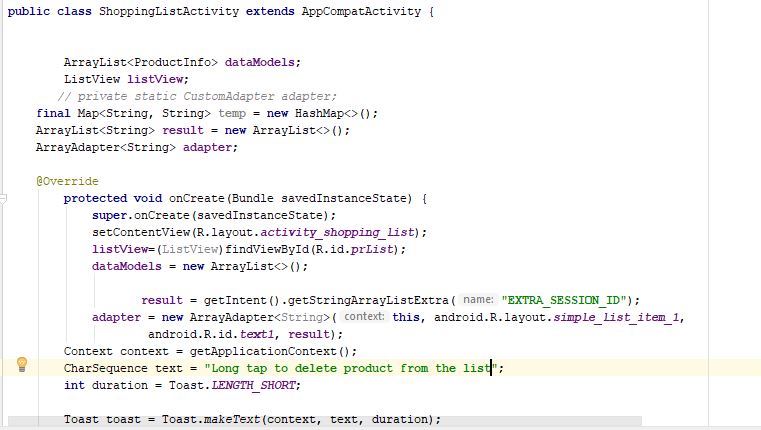 public class ShoppingListActivity extends AppCompatActivity {
ArrayList<ProductInfo> dataModels;
ListView listView;
// private static CustomAdapter adapter;
final Map<String, String> temp = new HashMap<>();
ArrayList<String> result = new ArrayList<>();
ArrayAdapter<String> adapter;
@Override
protected void onCreate(Bundle savedInstanceState) {
super.onCreate(savedInstanceState);
setContentView(R.layout.activity_shopping_list);
listView=(ListView)findViewById(R.id.prList);
dataModels = new ArrayList<>();
result = getIntent().getStringArrayListExtra( name: "EXTRA_SESSION_ID");
adapter = new ArrayAdapter<String>( context: this, android.R.layout.simple_list_item_1,
android.R.id.text1, result);
Context context = getApplicationContext();
CharSequence text = "Long tap to delete product from the list";
int duration = Toast.LENGTH_SHORT;
Toast toast = Toast.makeText(context, text, duration);